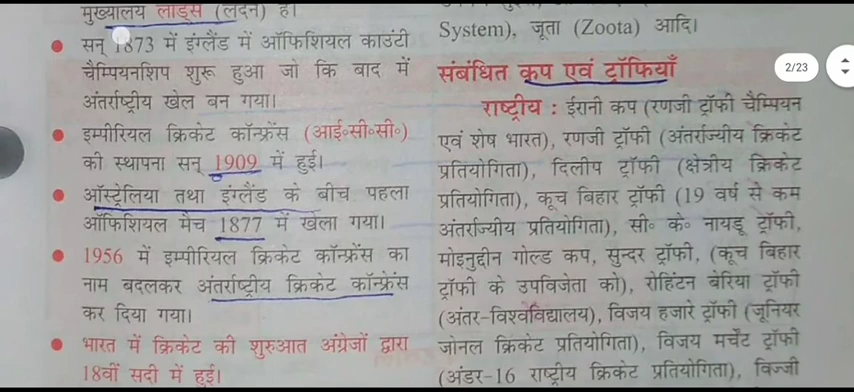 मुख्यालय लार्ड्स (लंदन) है।
सन् 1873 में इंग्लैंड में ऑफिशियल काउंटी
चैम्पियनशिप शुरू हुआ जो कि बाद में
अंतर्राष्ट्रीय खेल बन गया।
इम्पीरियल क्रिकेट कॉन्फ्रेंस (आई॰सी॰सी॰)
की स्थापना सन् 1909 में हुई।
ऑस्ट्रेलिया तथा इंग्लैंड के बीच पहला
ऑफिशियल मैच 1877 में खेला गया।
1956 में इम्पीरियल क्रिकेट कॉन्फ्रेंस का
नाम बदलकर अंतर्राष्ट्रीय क्रिकेट कॉन्फ्रेंस
कर दिया गया।
भारत में क्रिकेट की शुरुआत अंग्रेजों द्वारा
18वीं सदी में हुई।
System), जूता (Zoota) आदि।
संबंधित कप एवं ट्रॉफियाँ
राष्ट्रीय : ईरानी कप (रणजी ट्रॉफी चैम्पियन
एवं शेष भारत), रणजी ट्रॉफी (अंतर्राज्यीय क्रिकेट
प्रतियोगिता), दिलीप ट्रॉफी (क्षेत्रीय क्रिकेट
प्रतियोगिता), कूच बिहार ट्रॉफी (19 वर्ष से कम
अंतर्राज्यीय प्रतियोगिता), सी॰ के॰ नायडू ट्रॉफी,
मोइनुद्दीन गोल्ड कप, सुन्दर ट्रॉफी, (कूच बिहार
ट्रॉफी के उपविजेता को), रोहिंटन बेरिया ट्रॉफी
(अंतर-विश्वविद्यालय), विजय हजारे ट्रॉफी (जूनियर
जोनल क्रिकेट प्रतियोगिता), विजय मर्चेंट ट्रॉफी
(अंडर-16 राष्ट्रीय क्रिकेट प्रतियोगिता), विज्जी
2/23